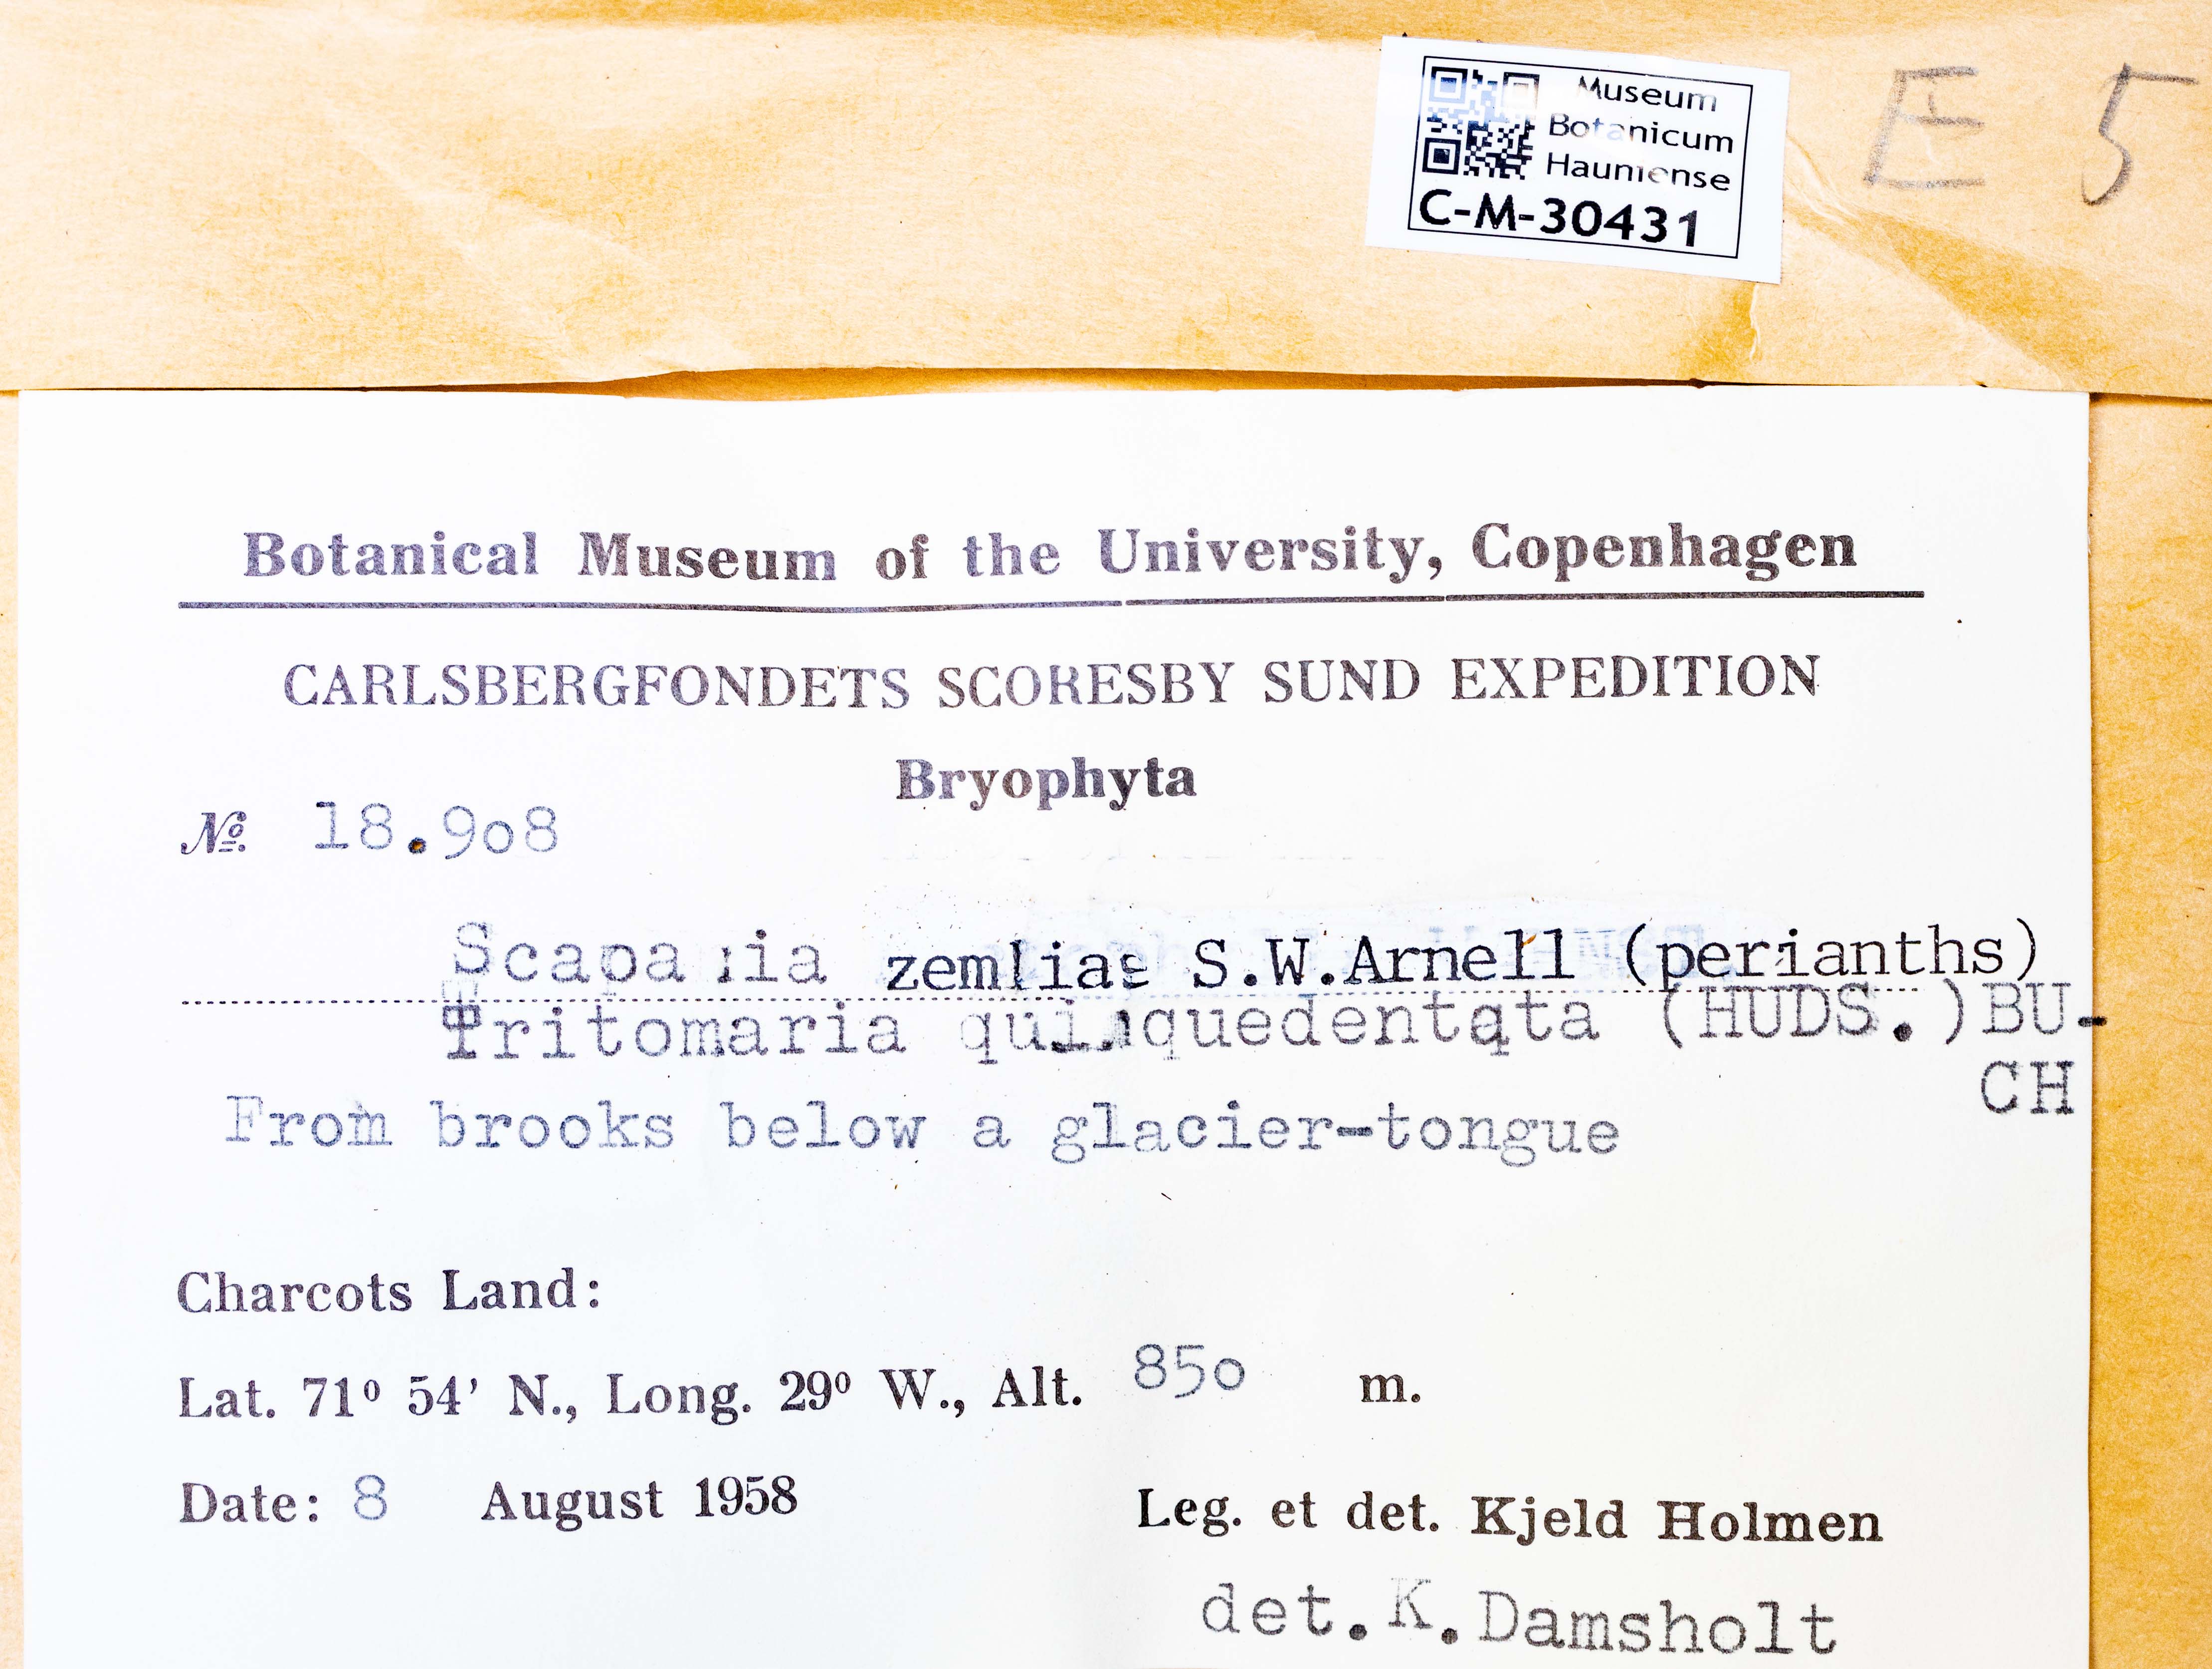 Museum
Botanicum
Hauniense
C-M-30431
E 5
Botanical Museum of the University, Copenhagen
CARLSBERGFONDETS SCORESBY SUND EXPEDITION
Bryophyta
№ 18.908
Scapania zemliae S.W.Arnell (perianths)
Tritomaria quinquedentata (HUDS.)BU-
CH
From brooks below a glacier-tongue
Charcots Land:
Lat. 71º 54' N., Long. 29º W., Alt. 850 m.
Date: 8 August 1958
Leg. et det. Kjeld Holmen
det. K. Damsholt